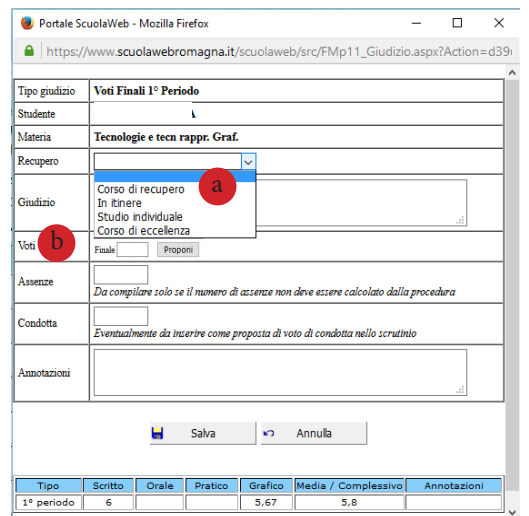 Portale ScuolaWeb - Mozilla Firefox
https://www.scuolawebromagna.it/scuolaweb/src/FMp11_Giudizio.aspx?Action=d39
Tipo giudizio Voti Finali 1° Periodo
Studente
Materia Tecnologie e tecn rappr. Graf.
Recupero
Corso di recupero
In itinere
Studio individuale
Corso di eccellenza
a
Giudizio
Voti b Finale Proponi
Assenze
Da compilare solo se il numero di assenze non deve essere calcolato dalla procedura
Condotta
Eventualmente da inserire come proposta di voto di condotta nello scrutinio
Annotazioni
Salva Annulla
Tipo Scritto Orale Pratico Grafico Media / Complessivo Annotazioni
1° periodo 6 5,67 5,8